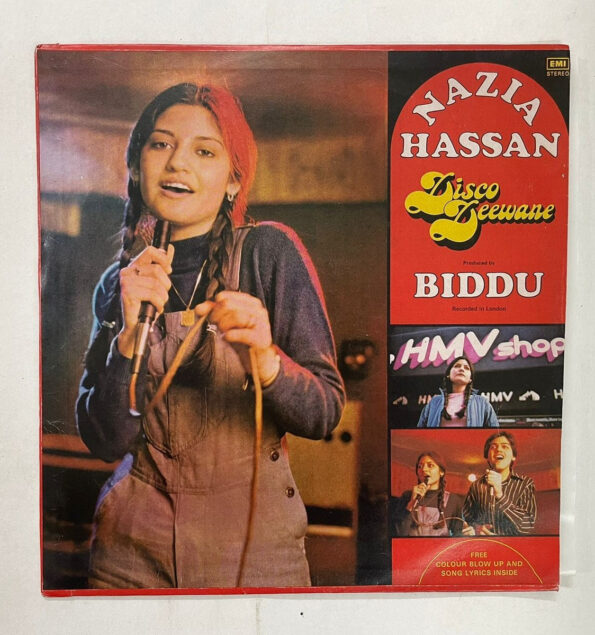 EMI
STEREO
NAZIA
HASSAN
Disco
Deewane
Produced by
BIDDU
Recorded in London
HMV shop
HMV
HMV
FREE
COLOUR BLOW UP AND
SONG LYRICS INSIDE